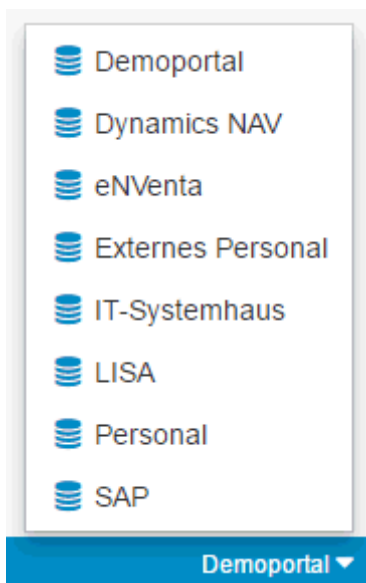 Demoportal
Dynamics NAV
eNVenta
Externes Personal
IT-Systemhaus
LISA
Personal
SAP
Demoportal